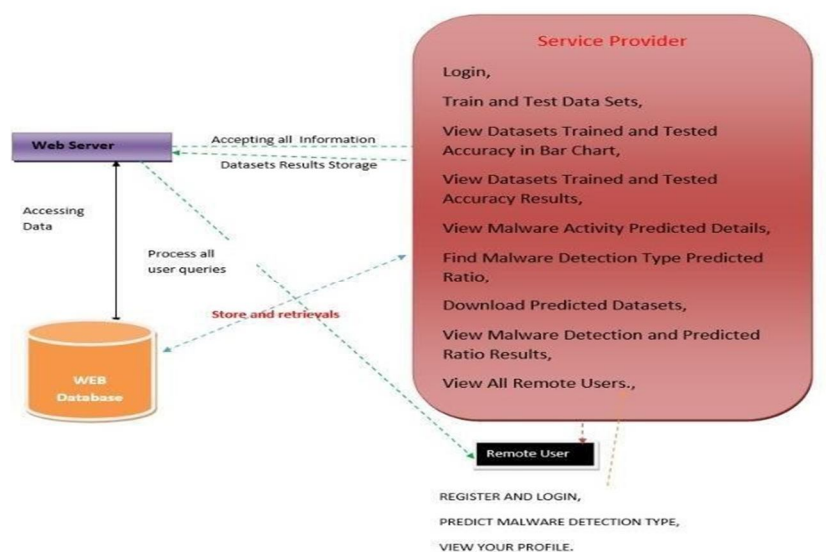 Service Provider
Login,
Train and Test Data Sets,
View Datasets Trained and Tested
Accuracy in Bar Chart,
View Datasets Trained and Tested
Accuracy Results,
View Malware Activity Predicted Details,
Find Malware Detection Type Predicted
Ratio,
Download Predicted Datasets,
View Malware Detection and Predicted
Ratio Results,
View All Remote Users.,
Web Server
Accepting all Information
Datasets Results Storage
Accessing
Data
Process all
user queries
Store and retrievals
WEB
Database
Remote User
REGISTER AND LOGIN,
PREDICT MALWARE DETECTION TYPE,
VIEW YOUR PROFILE.